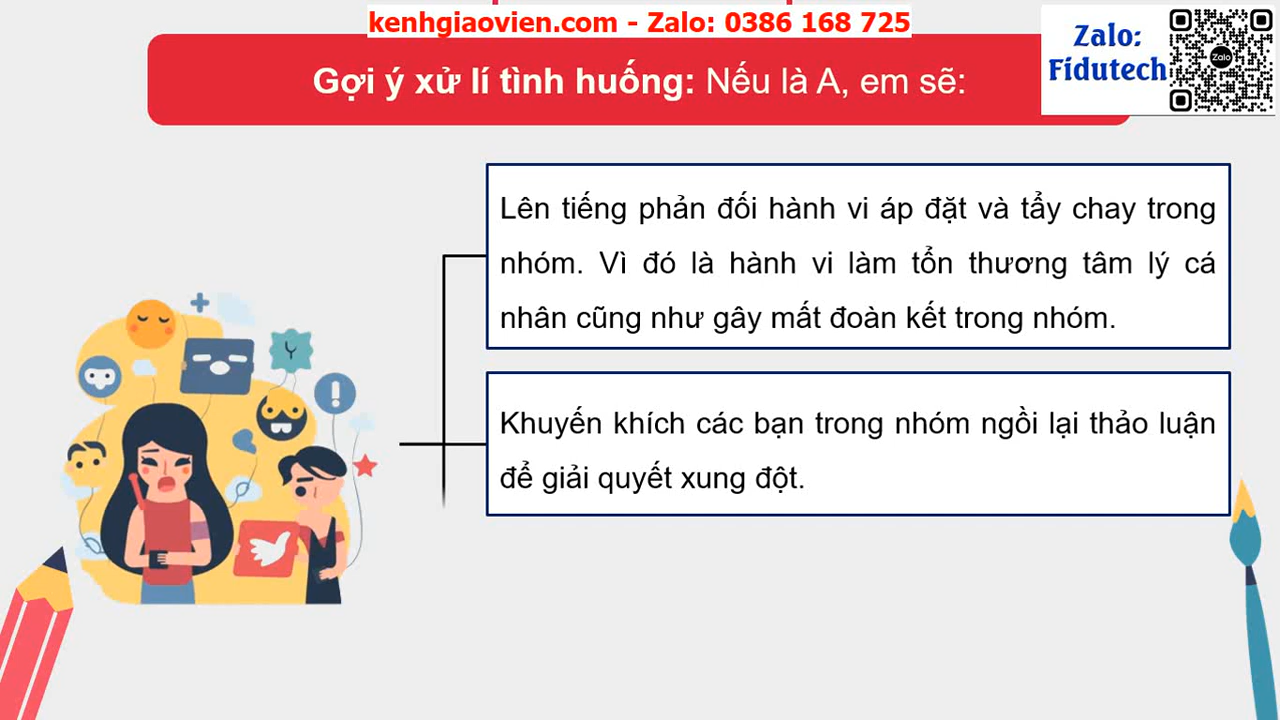 kenhgiaovien.com - Zalo: 0386 168 725
Zalo:
Fidutech
Zalo
Gợi ý xử lí tình huống: Nếu là A, em sẽ:
Lên tiếng phản đối hành vi áp đặt và tẩy chay trong
nhóm. Vì đó là hành vi làm tổn thương tâm lý cá
nhân cũng như gây mất đoàn kết trong nhóm.
Khuyến khích các bạn trong nhóm ngồi lại thảo luận
để giải quyết xung đột.